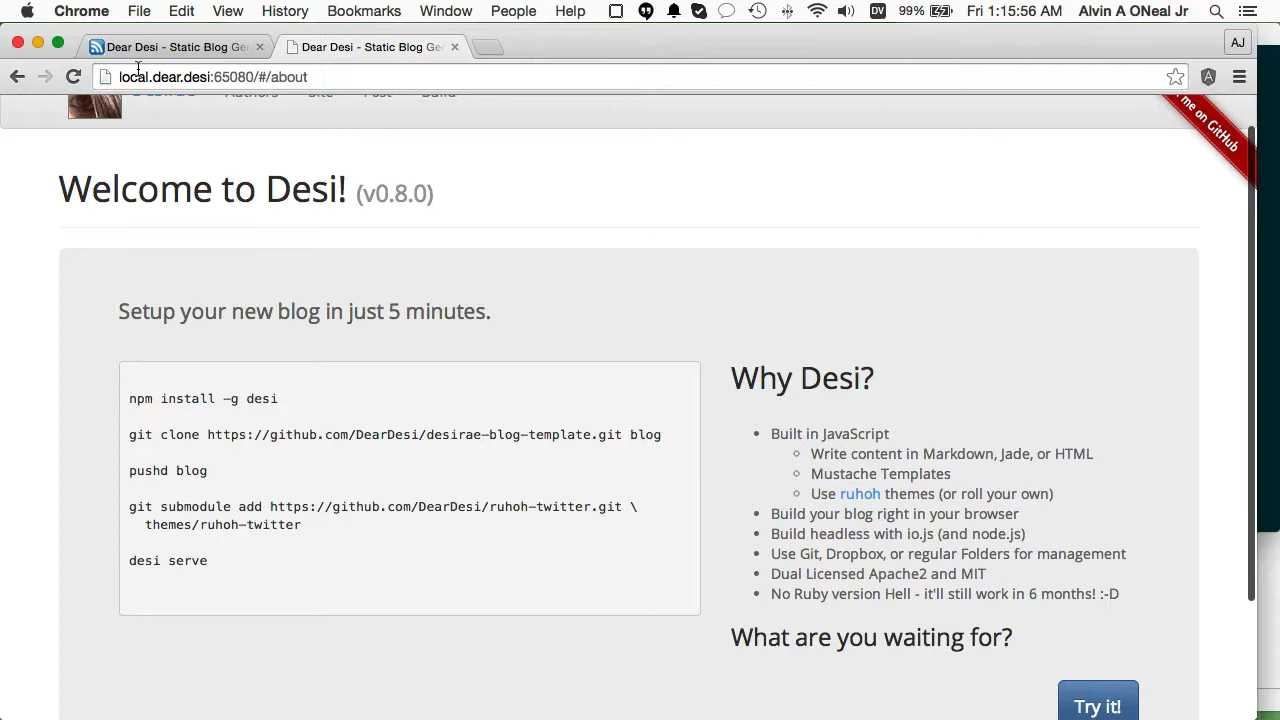 Chrome File Edit View History Bookmarks Window People Help DV 99% Fri 1:15:56 AM Alvin A ONeal Jr
Dear Desi - Static Blog Ger × Dear Desi - Static Blog Ger × AJ
local.dear.desi:65080/#/about
Authors Site Post Build
me on GitHub
Welcome to Desi! (v0.8.0)
Setup your new blog in just 5 minutes.
npm install -g desi
git clone https://github.com/DearDesi/desirae-blog-template.git blog
pushd blog
git submodule add https://github.com/DearDesi/ruhoh-twitter.git \
themes/ruhoh-twitter
desi serve
Why Desi?
• Built in JavaScript
◦ Write content in Markdown, Jade, or HTML
◦ Mustache Templates
◦ Use ruhoh themes (or roll your own)
• Build your blog right in your browser
• Build headless with io.js (and node.js)
• Use Git, Dropbox, or regular Folders for management
• Dual Licensed Apache2 and MIT
• No Ruby version Hell - it'll still work in 6 months! :-D
What are you waiting for?
Try it!